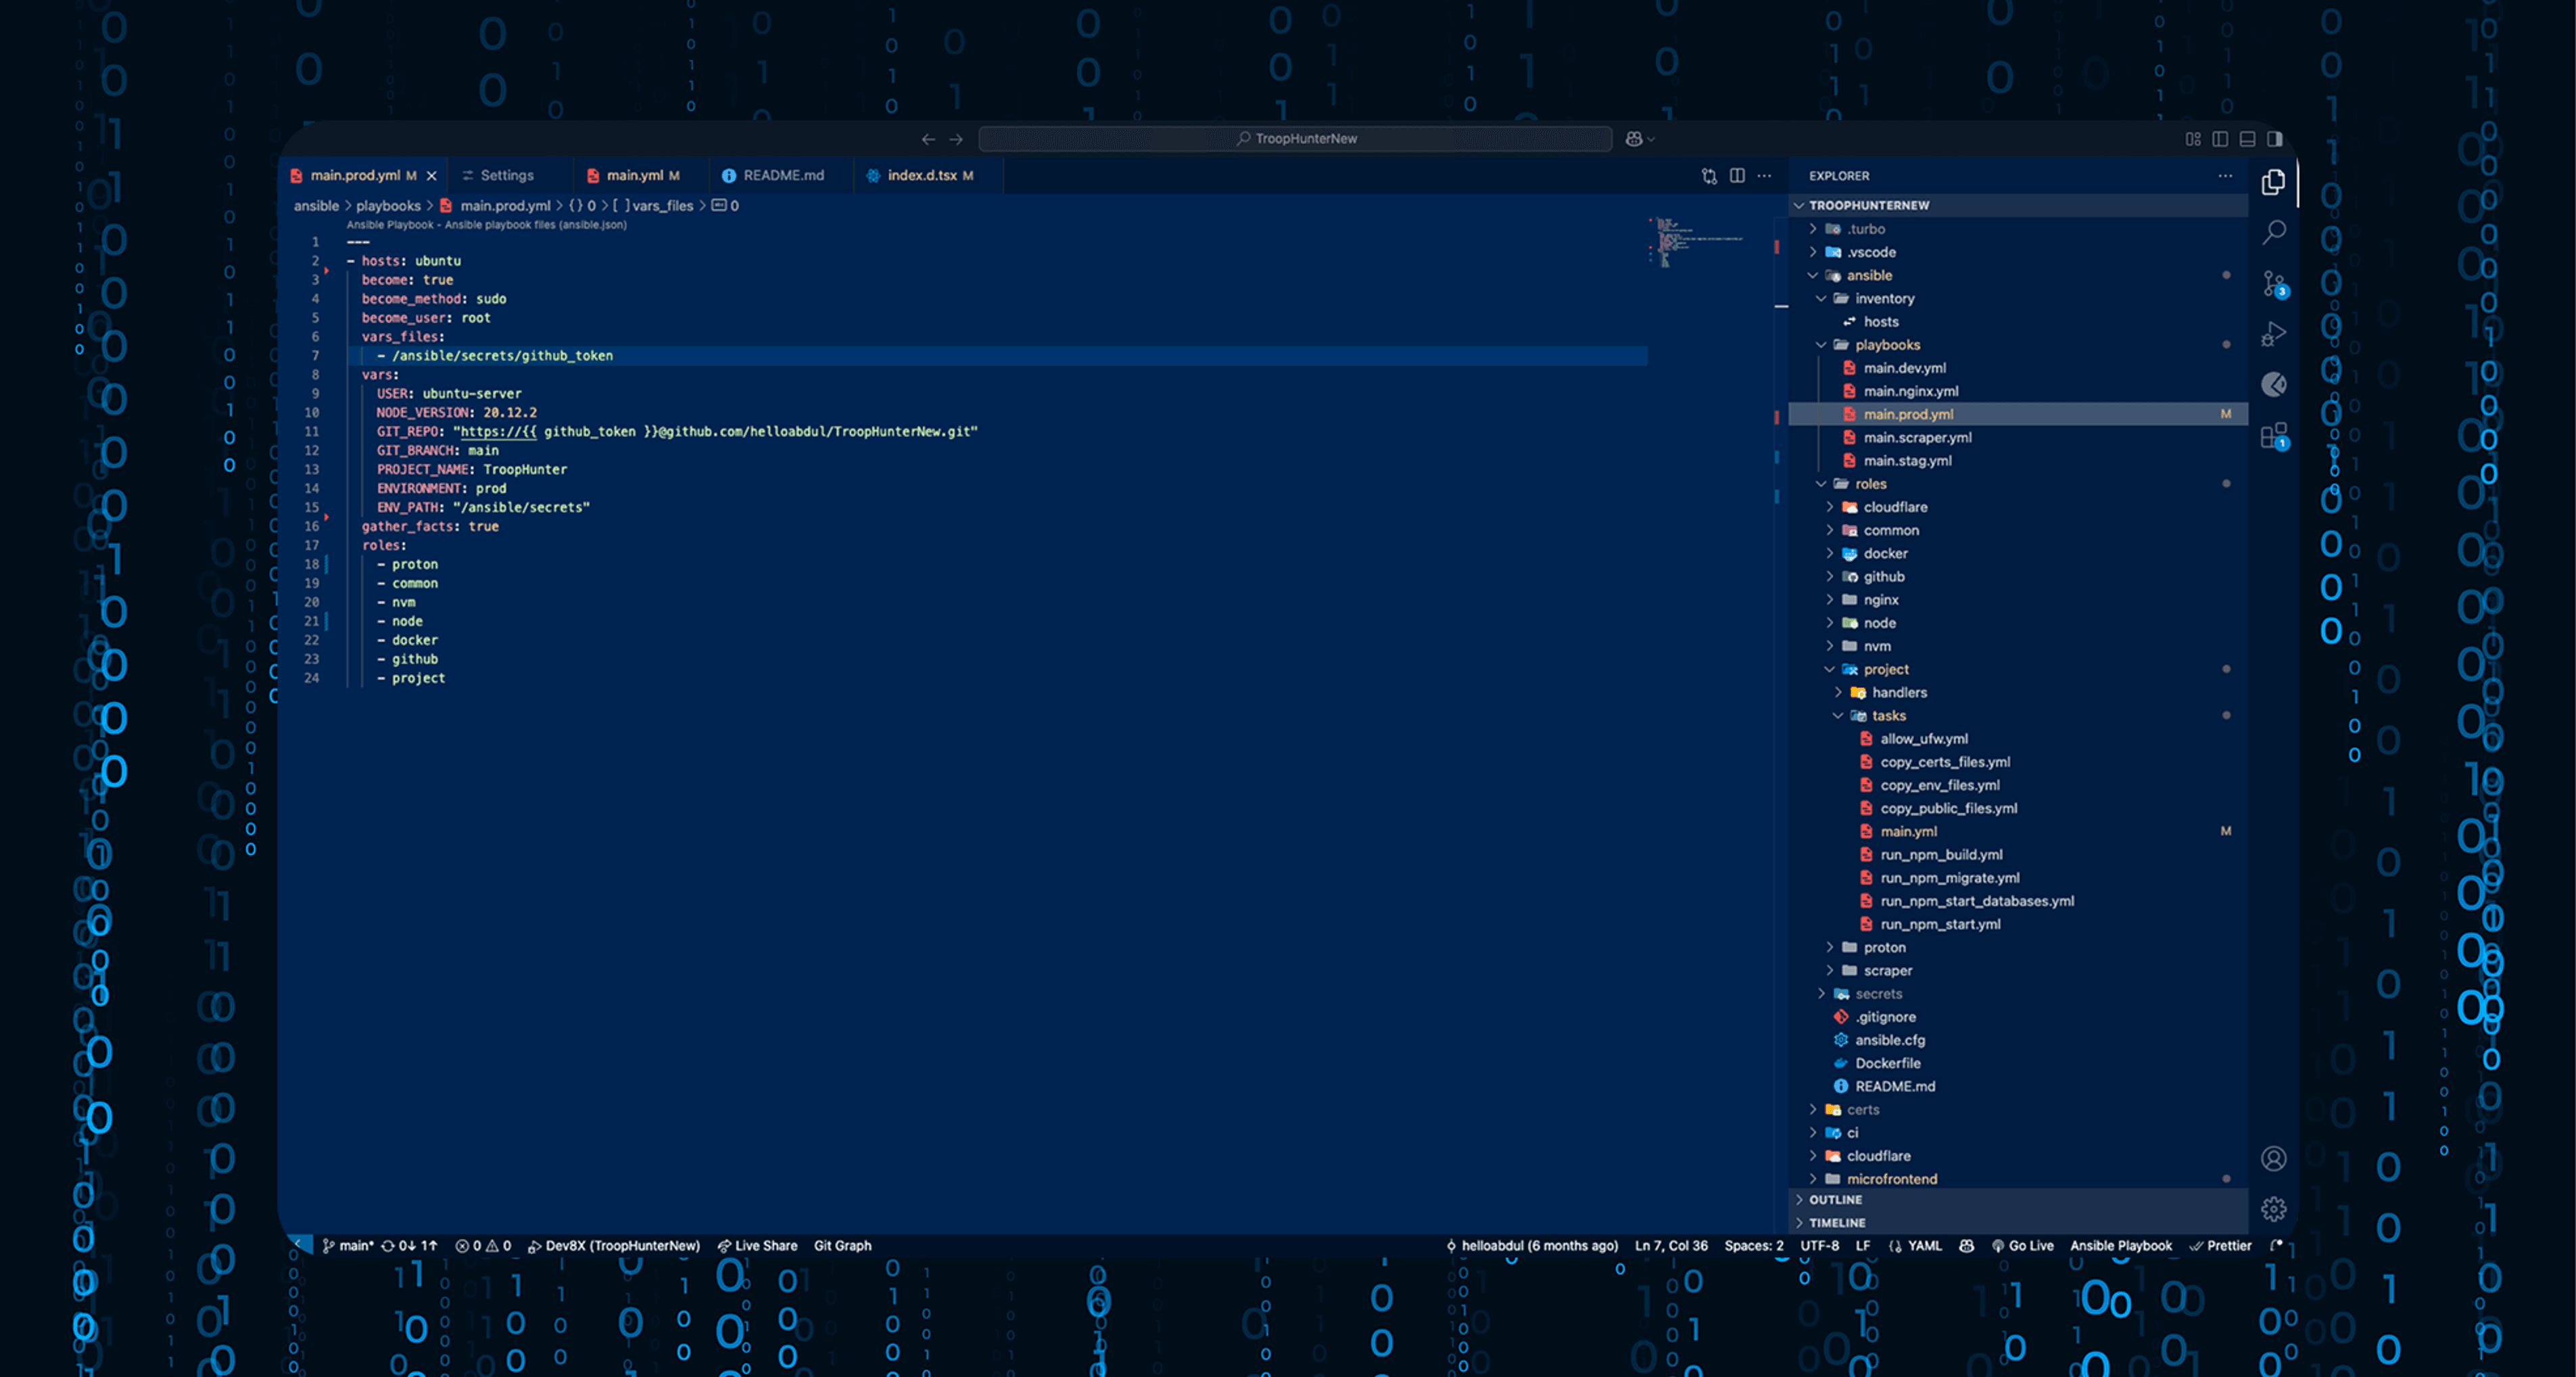 TroopHunterNew
main.prod.yml M
Settings
main.yml M
README.md
index.d.tsx M
ansible > playbooks > main.prod.yml > {} 0 > [ ] vars_files > 0
Ansible Playbook - Ansible playbook files (ansible.json)
1 ---
2 - hosts: ubuntu
3 become: true
4 become_method: sudo
5 become_user: root
6 vars_files:
7 - /ansible/secrets/github_token
8 vars:
9 USER: ubuntu-server
10 NODE_VERSION: 20.12.2
11 GIT_REPO: "https://{{ github_token }}@github.com/helloabdul/TroopHunterNew.git"
12 GIT_BRANCH: main
13 PROJECT_NAME: TroopHunter
14 ENVIRONMENT: prod
15 ENV_PATH: "/ansible/secrets"
16 gather_facts: true
17 roles:
18 - proton
19 - common
20 - nvm
21 - node
22 - docker
23 - github
24 - project
EXPLORER
TROOPHUNTERNEW
.turbo
.vscode
ansible
inventory
hosts
playbooks
main.dev.yml
main.nginx.yml
main.prod.yml M
main.scraper.yml
main.stag.yml
roles
cloudflare
common
docker
github
nginx
node
nvm
project
handlers
tasks
allow_ufw.yml
copy_certs_files.yml
copy_env_files.yml
copy_public_files.yml
main.yml M
run_npm_build.yml
run_npm_migrate.yml
run_npm_start_databases.yml
run_npm_start.yml
proton
scraper
secrets
.gitignore
ansible.cfg
Dockerfile
README.md
certs
ci
cloudflare
microfrontend
OUTLINE
TIMELINE
3
1
main* 0↓ 1↑ 0 0 Dev8X (TroopHunterNew) Live Share Git Graph
helloabdul (6 months ago) Ln 7, Col 36 Spaces: 2 UTF-8 LF YAML Go Live Ansible Playbook Prettier